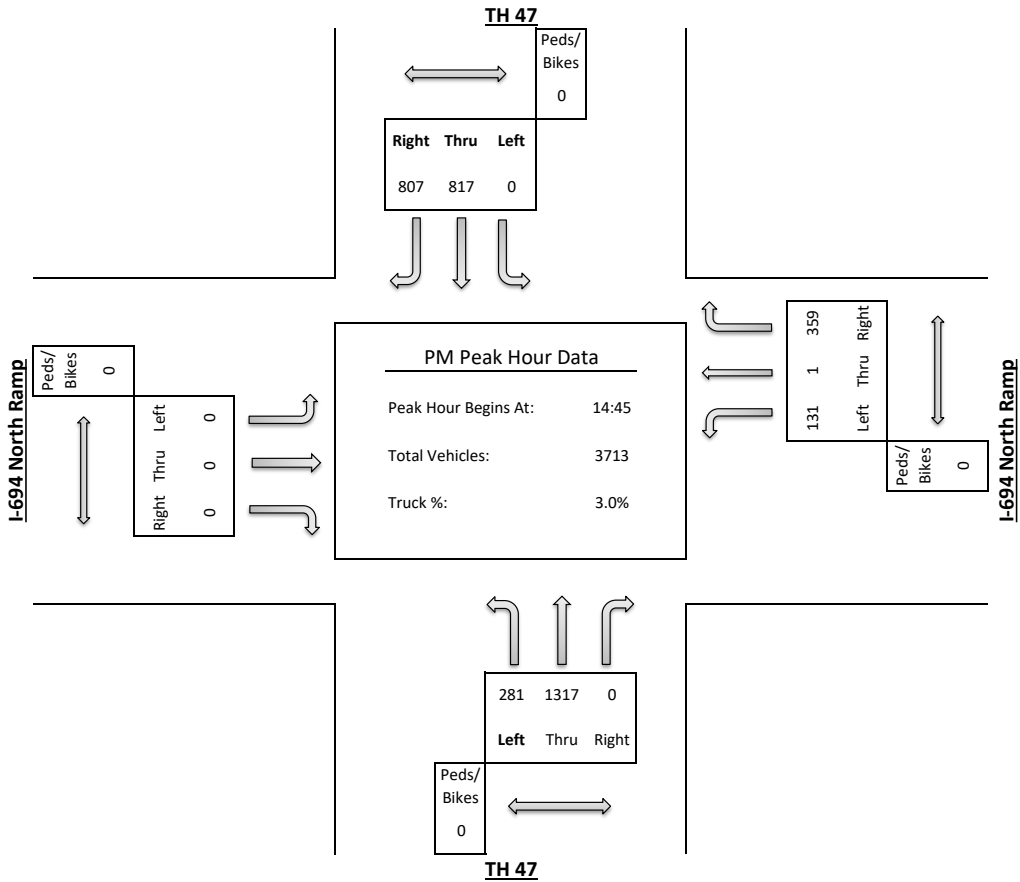 TH 47
Peds/
Bikes
0
Right Thru Left
807 817 0
I-694 North Ramp
Peds/
Bikes
0
Left
0
Thru
0
Right
0
PM Peak Hour Data
Peak Hour Begins At: 14:45
Total Vehicles: 3713
Truck %: 3.0%
359
Right
1
Thru
131
Left
Peds/
Bikes
0
I-694 North Ramp
281 1317 0
Left Thru Right
Peds/
Bikes
0
TH 47